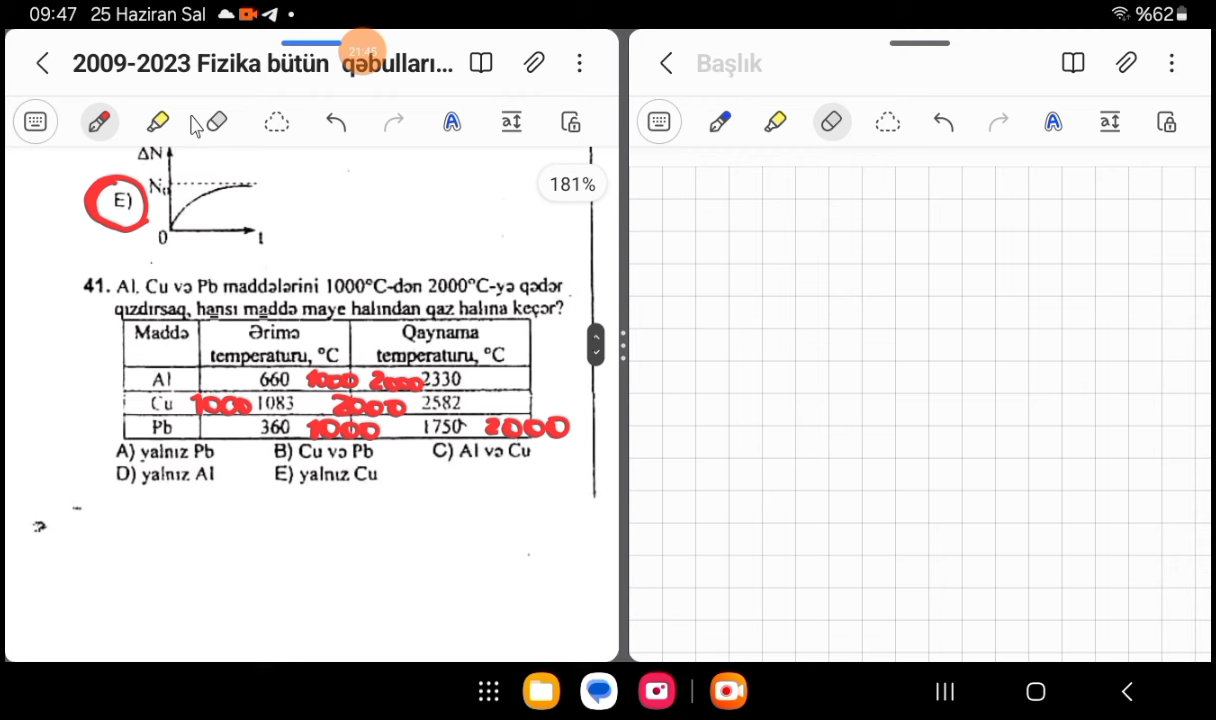 09:47 25 Haziran Sal %62
21:45
2009-2023 Fizika bütün qəbulları...
Başlık
181%
ΔN
N₀
E)
0 t
41. Al, Cu və Pb maddələrini 1000°C-dən 2000°C-yə qədər
qızdırsaq, hansı maddə maye halından qaz halına keçər?
Maddə Ərimə Qaynama
temperaturu, °C temperaturu, °C
Al 660 1000 2000 2330
Cu 1000 1083 2000 2582
Pb 360 1000 1750 2000
A) yalnız Pb B) Cu və Pb C) Al və Cu
D) yalnız Al E) yalnız Cu